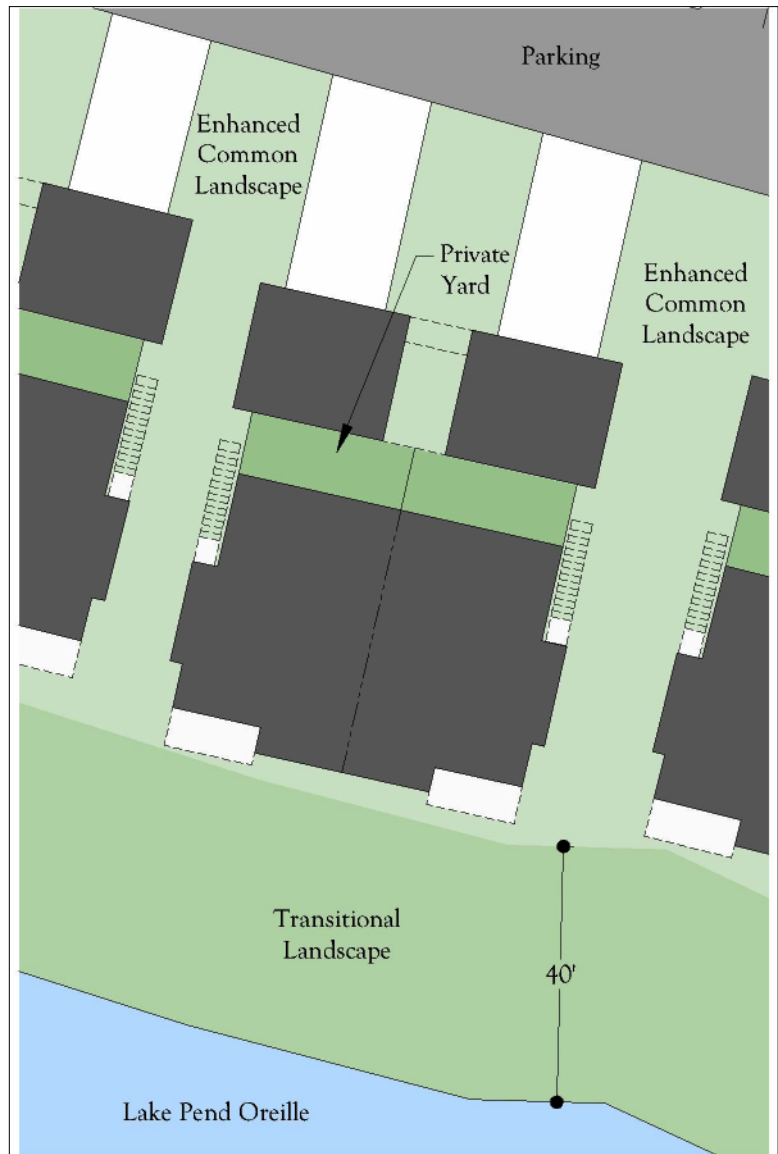 Parking
Enhanced
Common
Landscape
Private
Yard
Enhanced
Common
Landscape
Transitional
Landscape
40'
Lake Pend Oreille